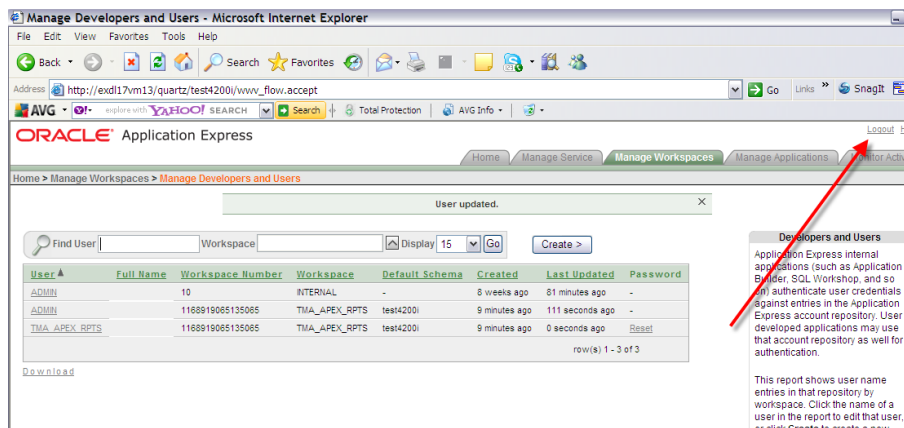 Manage Developers and Users - Microsoft Internet Explorer
File Edit View Favorites Tools Help
Back Search Favorites
Address http://exdl17vm13/quartz/test4200i/wwv_flow.accept Go Links » SnagIt
AVG explore with YAHOO! SEARCH Search Total Protection AVG Info
ORACLE Application Express
Logout
Home Manage Service Manage Workspaces Manage Applications Monitor Activ
Home > Manage Workspaces > Manage Developers and Users
User updated.
Find User Workspace Display 15 Go Create >
User Full Name Workspace Number Workspace Default Schema Created Last Updated Password
ADMIN 10 INTERNAL - 8 weeks ago 81 minutes ago -
ADMIN 1168919065135065 TMA_APEX_RPTS test4200i 9 minutes ago 111 seconds ago -
TMA_APEX_RPTS 1168919065135065 TMA_APEX_RPTS test4200i 9 minutes ago 0 seconds ago Reset
row(s) 1 - 3 of 3
Download
Developers and Users
Application Express internal
applications (such as Application
Builder, SQL Workshop, and so
on) authenticate user credentials
against entries in the Application
Express account repository. User
developed applications may use
that account repository as well for
authentication.
This report shows user name
entries in that repository by
workspace. Click the name of a
user in the report to edit that user,
or click Create to create a new